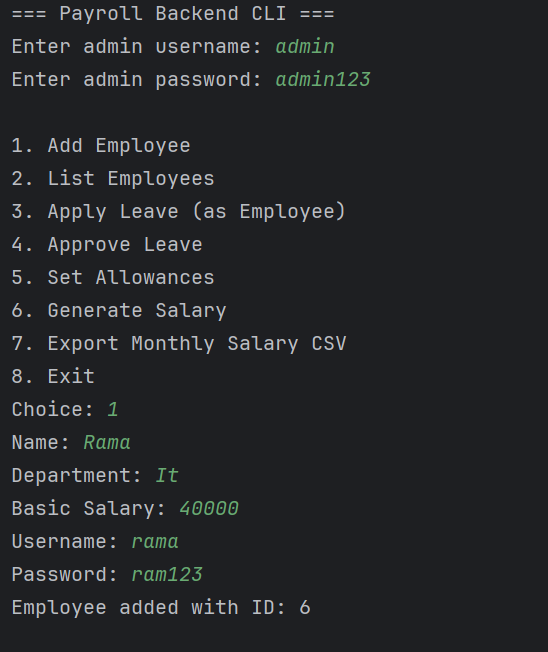 === Payroll Backend CLI ===
Enter admin username: admin
Enter admin password: admin123
1. Add Employee
2. List Employees
3. Apply Leave (as Employee)
4. Approve Leave
5. Set Allowances
6. Generate Salary
7. Export Monthly Salary CSV
8. Exit
Choice: 1
Name: Rama
Department: It
Basic Salary: 40000
Username: rama
Password: ram123
Employee added with ID: 6